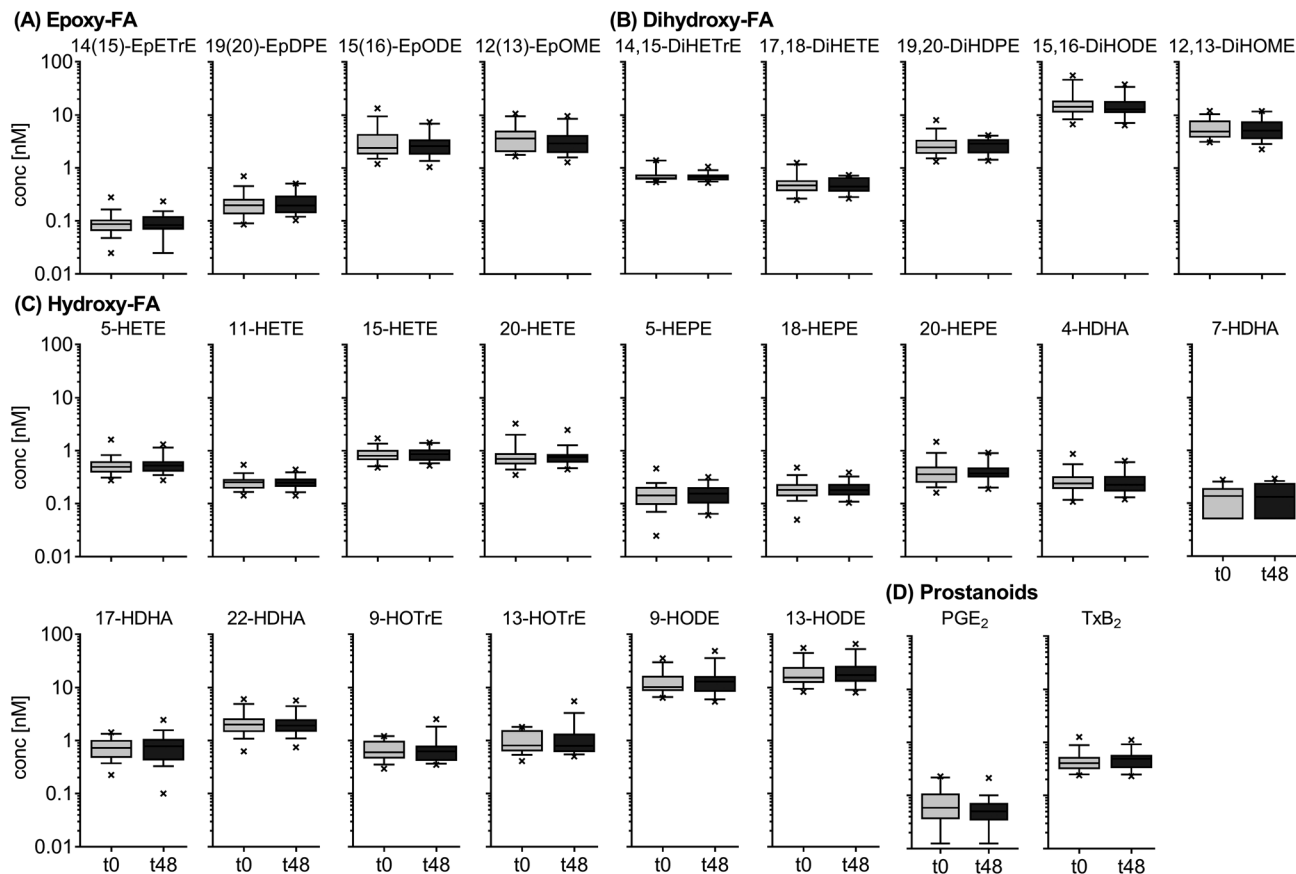 (A) Epoxy-FA (B) Dihydroxy-FA
14(15)-EpETrE 19(20)-EpDPE 15(16)-EpODE 12(13)-EpOME 14,15-DiHETrE 17,18-DiHETE 19,20-DiHDPE 15,16-DiHODE 12,13-DiHOME
100
10
1
0.1
0.01
conc [nM]
(C) Hydroxy-FA
5-HETE 11-HETE 15-HETE 20-HETE 5-HEPE 18-HEPE 20-HEPE 4-HDHA 7-HDHA
100
10
1
0.1
0.01
conc [nM]
t0 t48
(D) Prostanoids
17-HDHA 22-HDHA 9-HOTrE 13-HOTrE 9-HODE 13-HODE PGE₂ TxB₂
100
10
1
0.1
0.01
conc [nM]
t0 t48 t0 t48 t0 t48 t0 t48 t0 t48 t0 t48 t0 t48 t0 t48